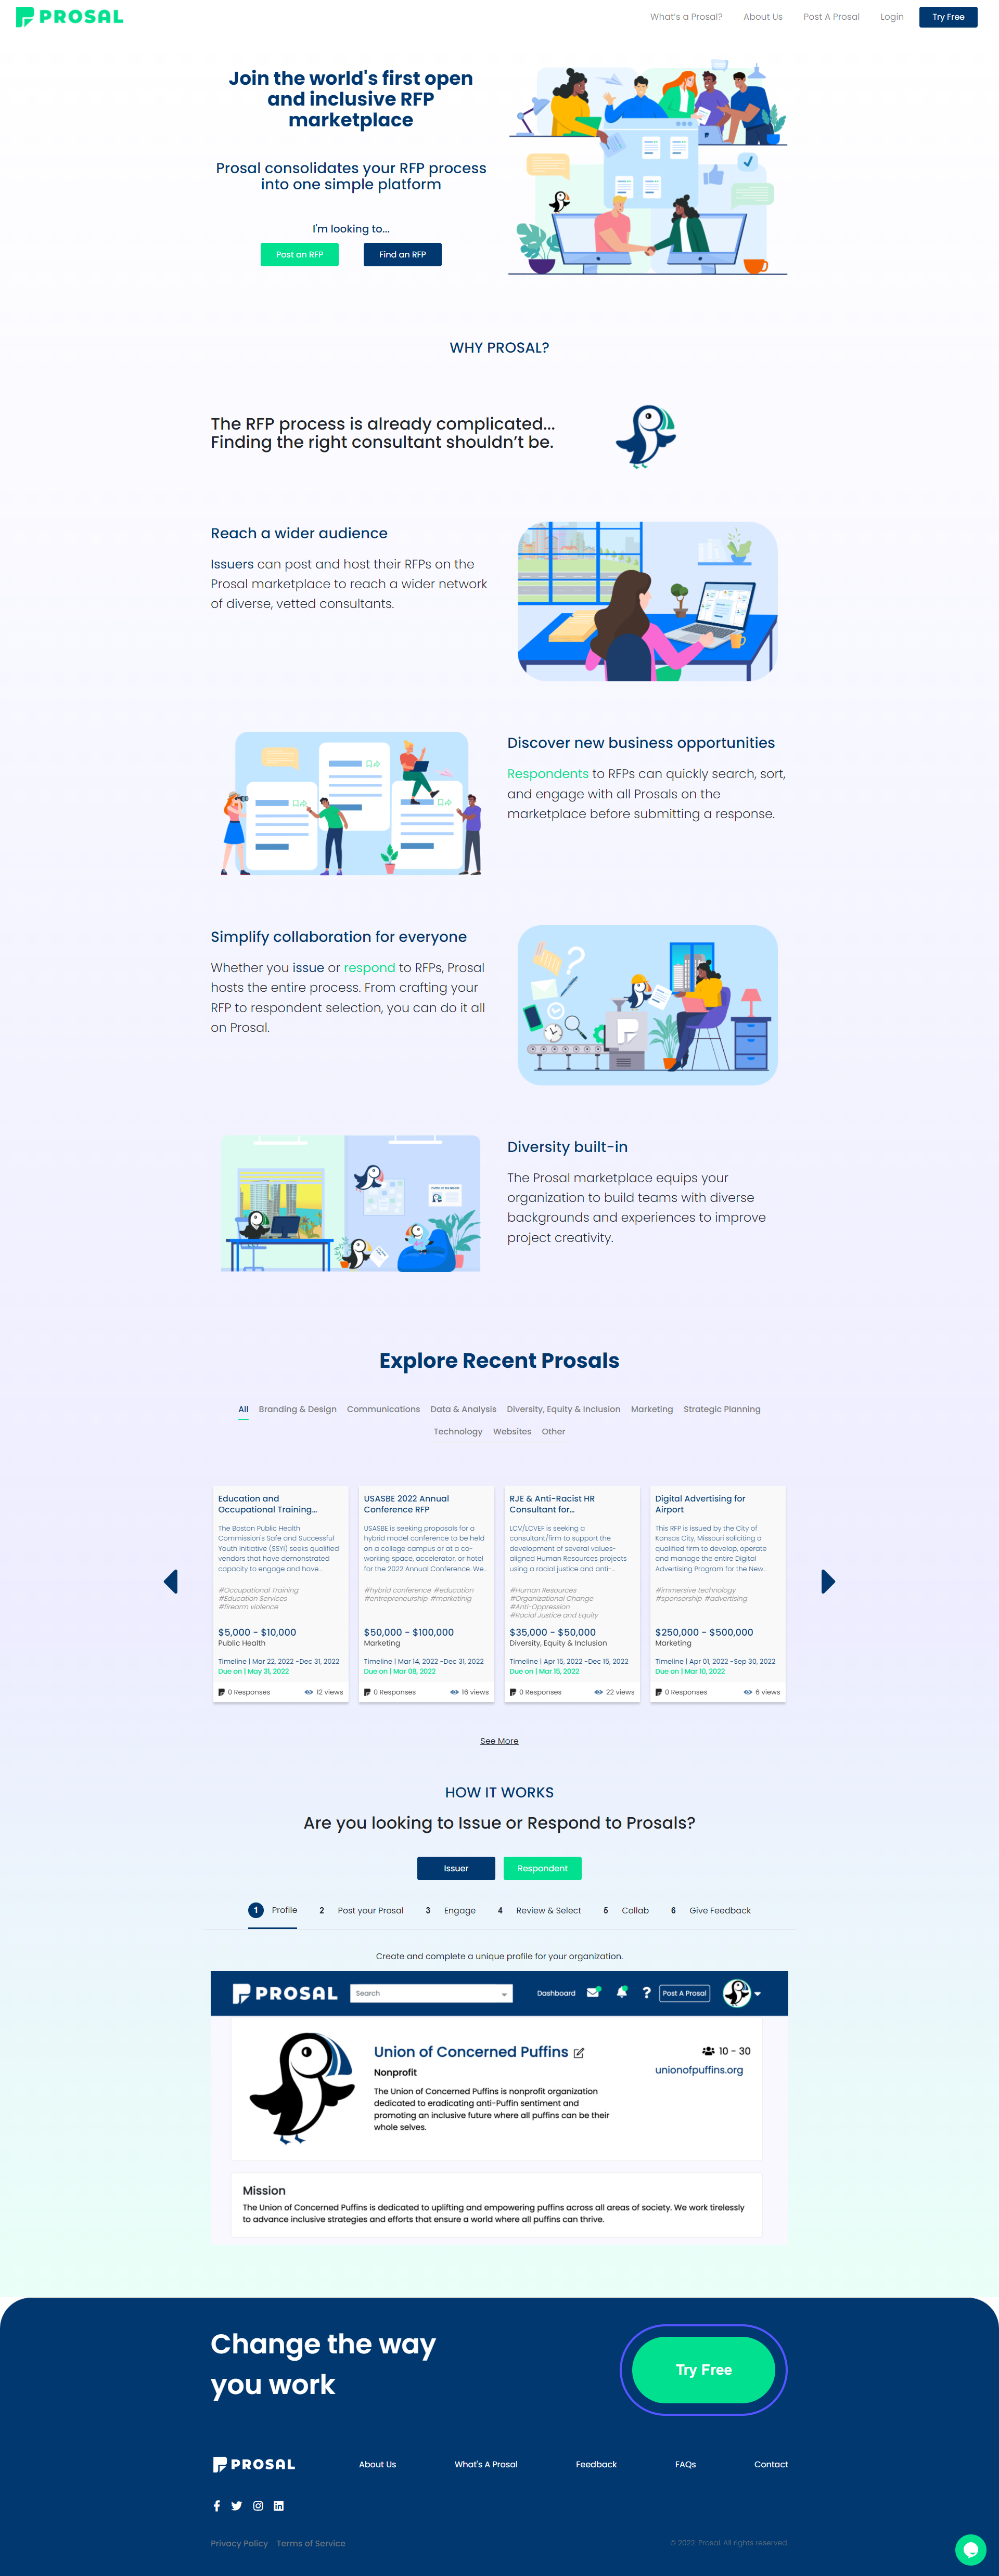 PROSAL
What's a Prosal?
About Us
Post A Prosal
Login
Try Free
Join the world's first open
and inclusive RFP
marketplace
Prosal consolidates your RFP process
into one simple platform
I'm looking to...
Post an RFP
Find an RFP
WHY PROSAL?
The RFP process is already complicated...
Finding the right consultant shouldn't be.
Reach a wider audience
Issuers can post and host their RFPs on the
Prosal marketplace to reach a wider network
of diverse, vetted consultants.
Discover new business opportunities
Respondents to RFPs can quickly search, sort,
and engage with all Prosals on the
marketplace before submitting a response.
Simplify collaboration for everyone
Whether you issue or respond to RFPs, Prosal
hosts the entire process. From crafting your
RFP to respondent selection, you can do it all
on Prosal.
Diversity built-in
The Prosal marketplace equips your
organization to build teams with diverse
backgrounds and experiences to improve
project creativity.
Explore Recent Prosals
All Branding & Design Communications Data & Analysis Diversity, Equity & Inclusion Marketing Strategic Planning
Technology Websites Other
Education and
Occupational Training...
The Boston Public Health
Commission's Safe and Successful
Youth Initiative (SSYI) seeks qualified
vendors that have demonstrated
capacity to engage and have...
#Occupational Training
#Education Services
#firearm violence
$5,000 - $10,000
Public Health
Timeline | Mar 22, 2022 -Dec 31, 2022
Due on | May 31, 2022
0 Responses
12 views
USASBE 2022 Annual
Conference RFP
USASBE is seeking proposals for a
hybrid model conference to be held
on a college campus or at a co-
working space, accelerator, or hotel
for the 2022 Annual Conference. We...
#hybrid conference #education
#entrepreneurship #marketinig
$50,000 - $100,000
Marketing
Timeline | Mar 14, 2022 -Dec 31, 2022
Due on | Mar 08, 2022
0 Responses
16 views
RJE & Anti-Racist HR
Consultant for...
LCV/LCVEF is seeking a
consultant/firm to support the
development of several values-
aligned Human Resources projects
using a racial justice and anti-...
#Human Resources
#Organizational Change
#Anti-Oppression
#Racial Justice and Equity
$35,000 - $50,000
Diversity, Equity & Inclusion
Timeline | Apr 15, 2022 -Dec 15, 2022
Due on | Mar 15, 2022
0 Responses
22 views
Digital Advertising for
Airport
This RFP is issued by the City of
Kansas City, Missouri soliciting a
qualified firm to develop, operate
and manage the entire Digital
Advertising Program for the New...
#immersive technology
#sponsorship #advertising
$250,000 - $500,000
Marketing
Timeline | Apr 01, 2022 -Sep 30, 2022
Due on | Mar 10, 2022
0 Responses
6 views
See More
HOW IT WORKS
Are you looking to Issue or Respond to Prosals?
Issuer
Respondent
1 Profile
2 Post your Prosal
3 Engage
4 Review & Select
5 Collab
6 Give Feedback
Create and complete a unique profile for your organization.
PROSAL
Search
Dashboard
Post A Prosal
Union of Concerned Puffins
10 - 30
Nonprofit
unionofpuffins.org
The Union of Concerned Puffins is nonprofit organization
dedicated to eradicating anti-Puffin sentiment and
promoting an inclusive future where all puffins can be their
whole selves.
Mission
The Union of Concerned Puffins is dedicated to uplifting and empowering puffins across all areas of society. We work tirelessly
to advance inclusive strategies and efforts that ensure a world where all puffins can thrive.
Change the way
you work
Try Free
PROSAL
About Us
What's A Prosal
Feedback
FAQs
Contact
Privacy Policy
Terms of Service
© 2022. Prosal. All rights reserved.